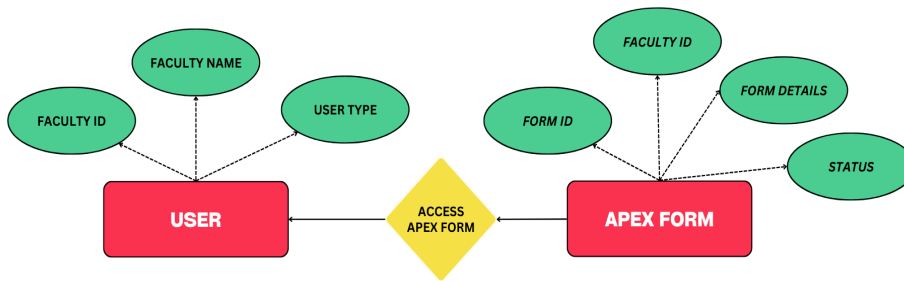 FACULTY NAME
FACULTY ID
USER TYPE
USER
ACCESS
APEX FORM
FACULTY ID
FORM DETAILS
FORM ID
STATUS
APEX FORM